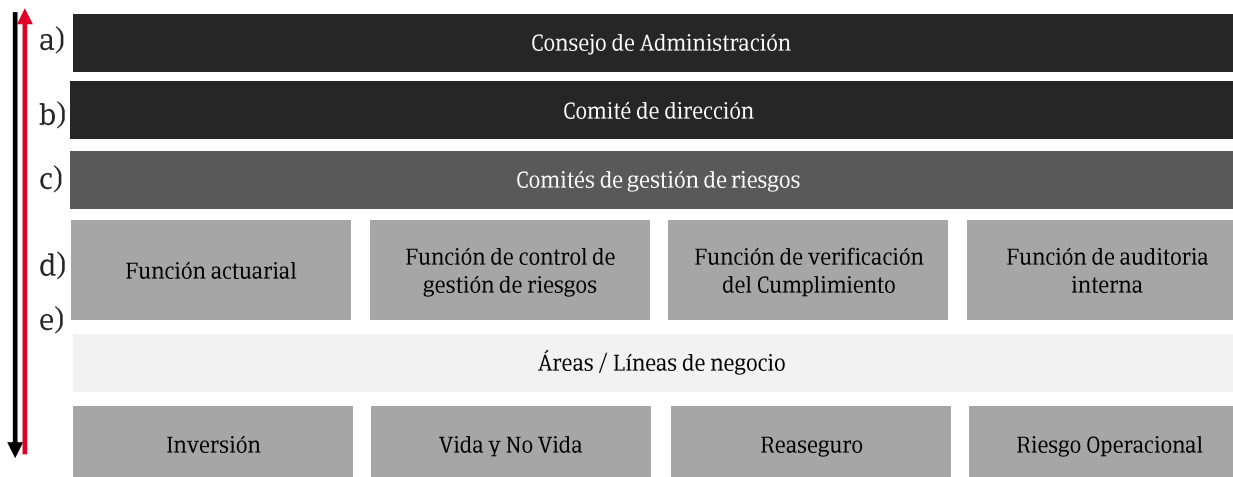 a)
Consejo de Administración
b)
Comité de dirección
c)
Comités de gestión de riesgos
d)
Función actuarial
Función de control de
gestión de riesgos
Función de verificación
del Cumplimiento
Función de auditoria
interna
e)
Áreas / Líneas de negocio
Inversión
Vida y No Vida
Reaseguro
Riesgo Operacional